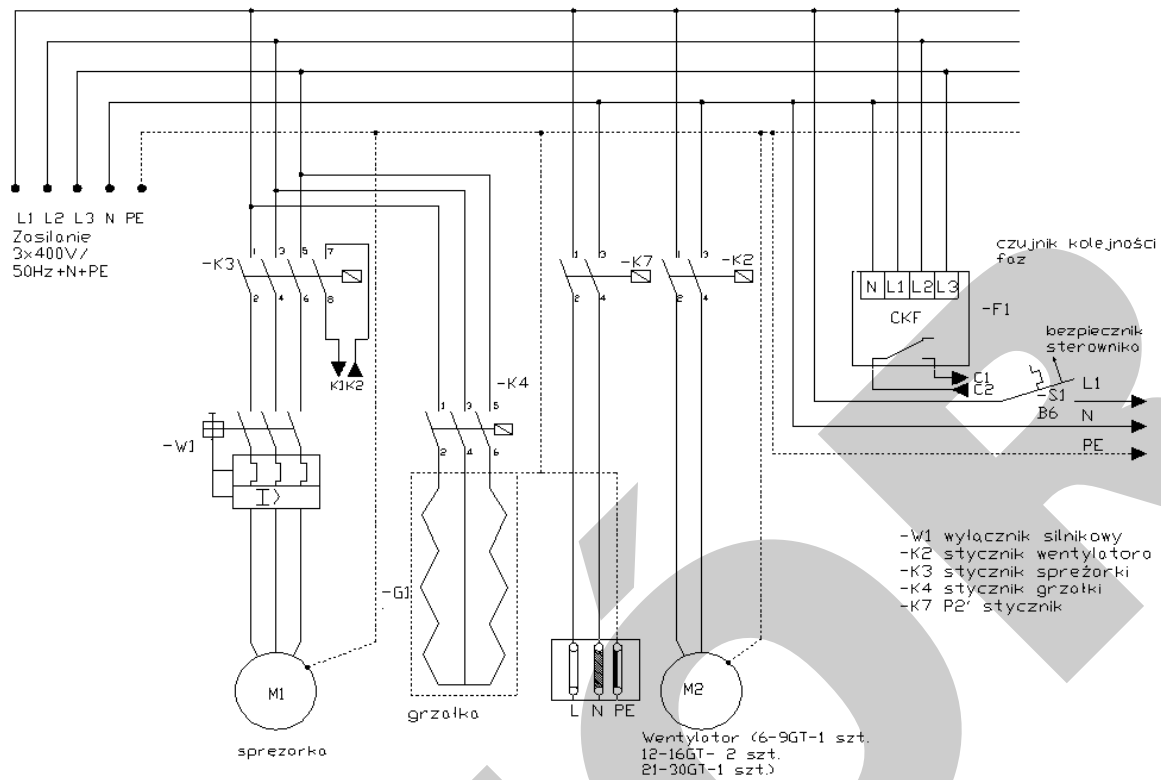 L1 L2 L3 N PE
Zasilanie
3x400V/
50Hz+N+PE
-K3
1 3 5 7
2 4 6 8
K1 K2
-W1
I>
M1
sprężarka
-K4
1 3 5
2 4 6
-G1
grzałka
-K7
1 3
2 4
L N PE
-K2
1 3
2 4
M2
Wentylator (6-9GT-1 szt.
12-16GT- 2 szt.
21-30GT-1 szt.)
czujnik kolejności
faz
N L1 L2 L3
CKF
-F1
C1
C2
bezpiecznik
sterownika
-S1
B6
L1
N
PE
-W1 wyłącznik silnikowy
-K2 stycznik wentylatora
-K3 stycznik sprężarki
-K4 stycznik grzałki
-K7 P2' stycznik